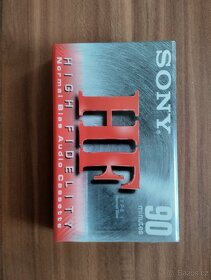 SONY
HF
90
minutes
HIGH FIDELITY
Normal Bias Audio Cassette